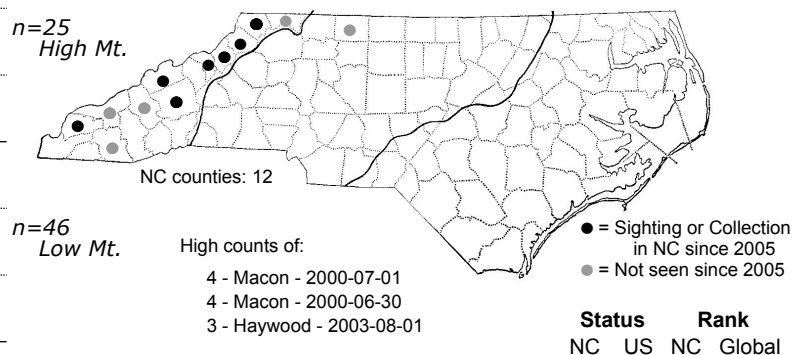 n=25
High Mt.
NC counties: 12
n=46
Low Mt.
High counts of:
4 - Macon - 2000-07-01
4 - Macon - 2000-06-30
3 - Haywood - 2003-08-01
= Sighting or Collection
in NC since 2005
= Not seen since 2005
Status Rank
NC US NC Global